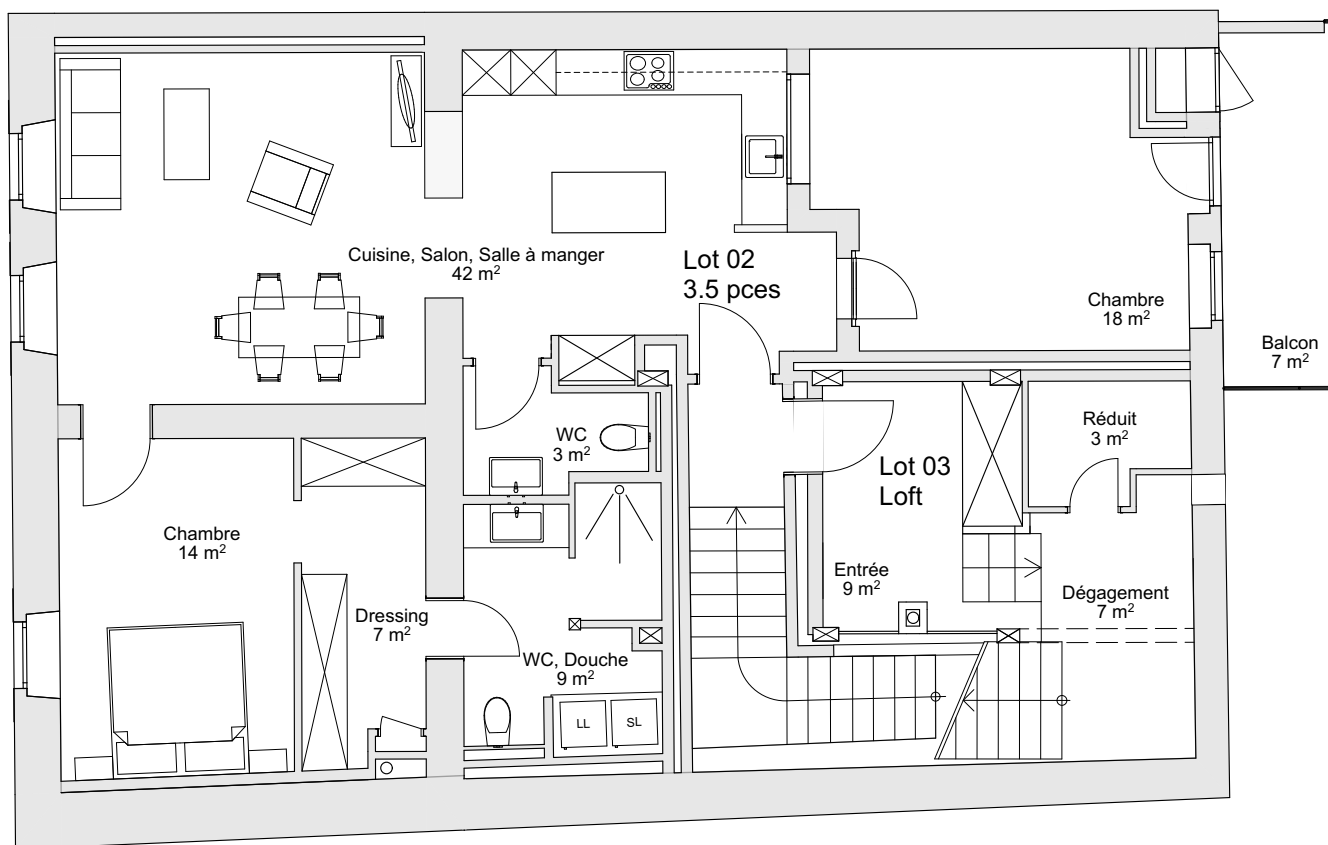 Cuisine, Salon, Salle à manger
42 m²
Lot 02
3.5 pces
Chambre
18 m²
Balcon
7 m²
WC
3 m²
Réduit
3 m²
Lot 03
Loft
Chambre
14 m²
Entrée
9 m²
Dégagement
7 m²
Dressing
7 m²
WC, Douche
9 m²
LL
SL